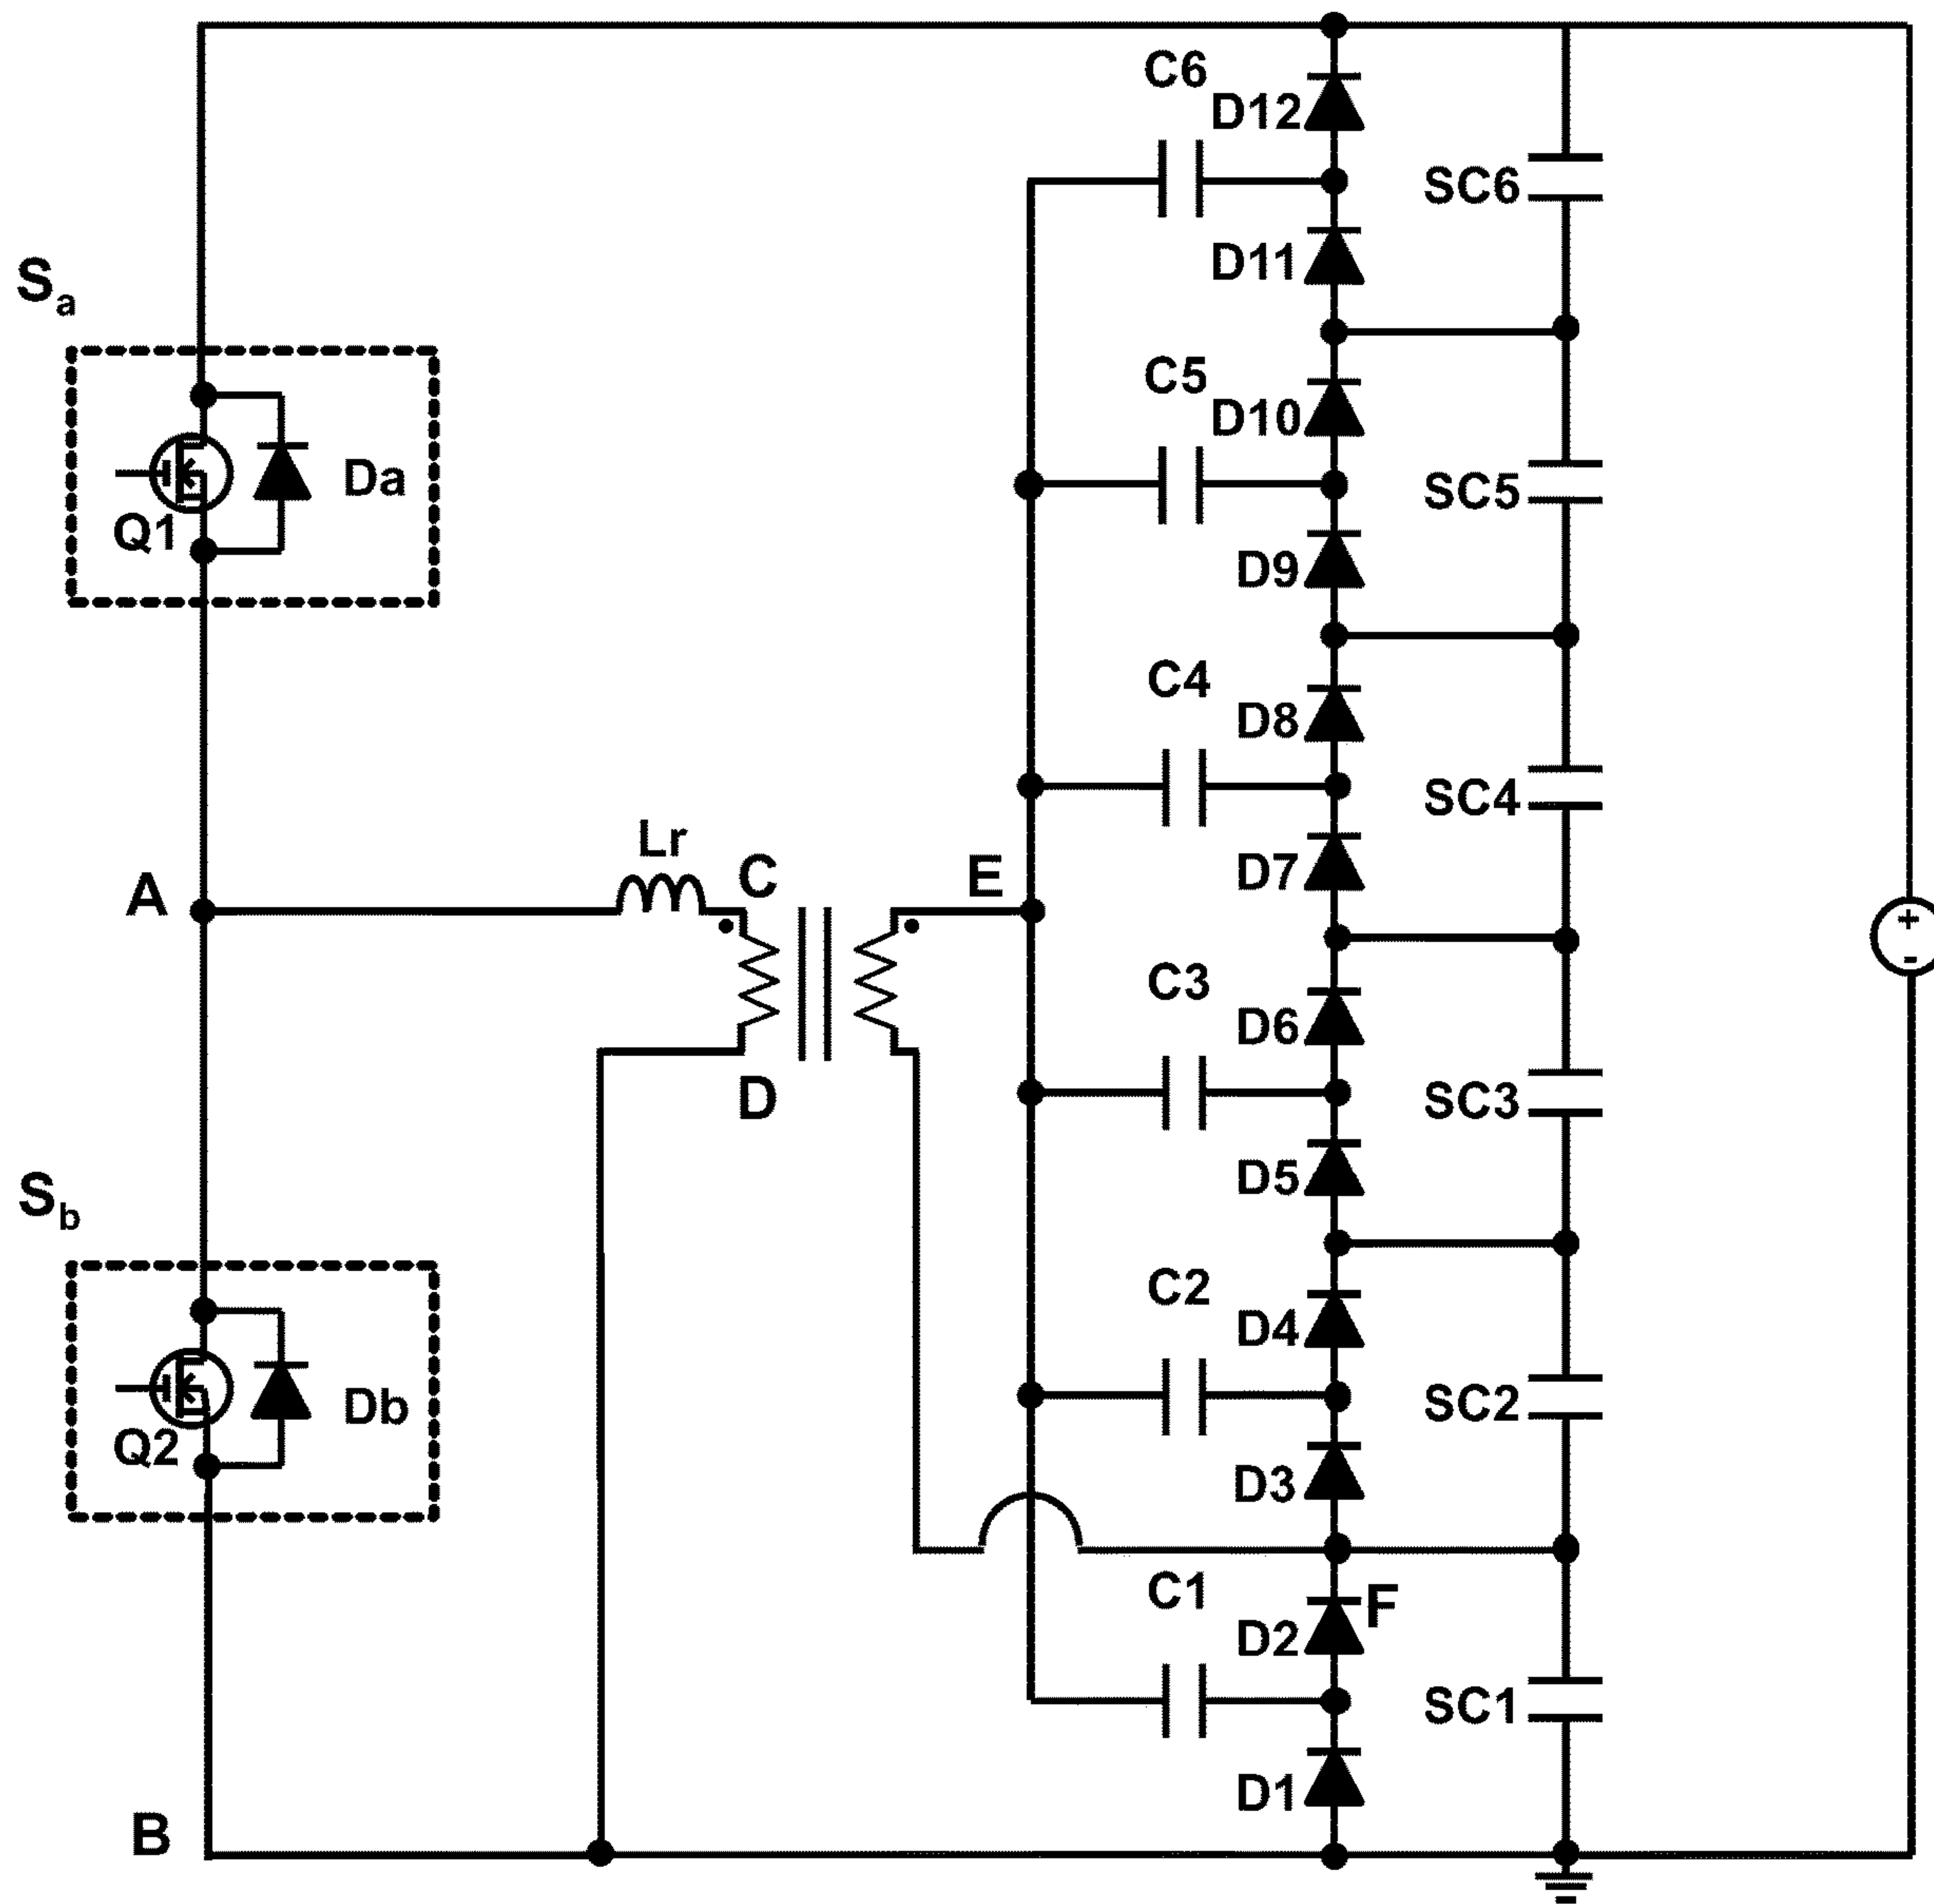 C6
D12
SC6
Sa
D11
C5
D10
Da
SC5
Q1
D9
C4
D8
SC4
Lr
C
E
A
D7
+
-
C3
D6
D
SC3
D5
Sb
C2
D4
Db
SC2
Q2
D3
C1
F
D2
SC1
D1
B